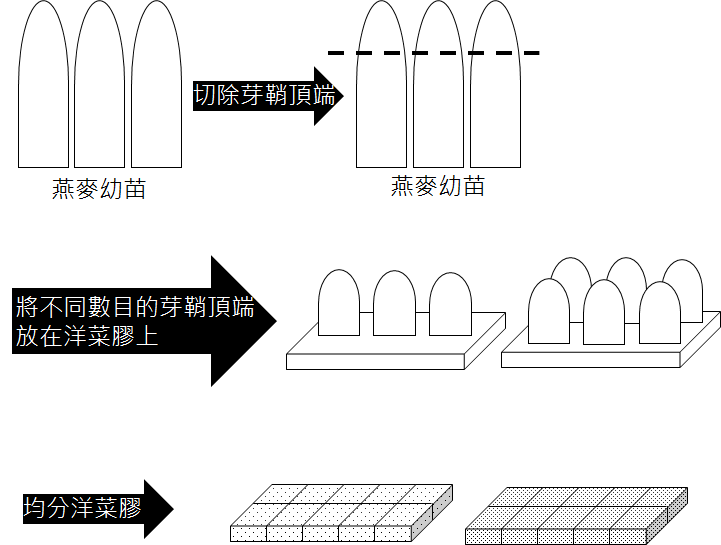 切除芽鞘頂端
燕麥幼苗
燕麥幼苗
將不同數目的芽鞘頂端
放在洋菜膠上
均分洋菜膠